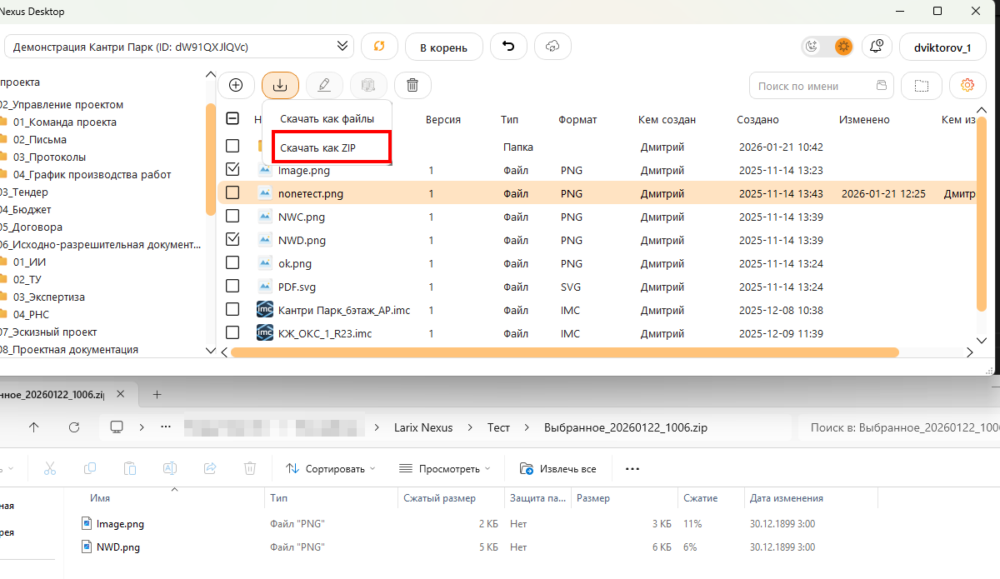 Nexus Desktop
Демонстрация Кантри Парк (ID: dW91QXJlQVc)
В корень
dviktorov_1
проекта
02_Управление проектом
01_Команда проекта
02_Письма
03_Протоколы
04_График производства работ
03_Тендер
04_Бюджет
05_Договора
06_Исходно-разрешительная документ...
01_ИИ
02_ТУ
03_Экспертиза
04_РНС
07_Эскизный проект
08_Проектная документация
Поиск по имени
Скачать как файлы
Скачать как ZIP
Н Версия Тип Формат Кем создан Создано Изменено Кем из
Папка Дмитрий 2026-01-21 10:42
Image.png 1 Файл PNG Дмитрий 2025-11-14 13:23
nonetест.png 1 Файл PNG Дмитрий 2025-11-14 13:43 2026-01-21 12:25 Дмитр
NWC.png 1 Файл PNG Дмитрий 2025-11-14 13:39
NWD.png 1 Файл PNG Дмитрий 2025-11-14 13:39
ok.png 1 Файл PNG Дмитрий 2025-11-14 13:24
PDF.svg 1 Файл SVG Дмитрий 2025-11-14 13:24
imc Кантри Парк_6этаж_АР.imc 1 Файл IMC Дмитрий 2025-12-08 10:38
imc КЖ_ОКС_1_R23.imc 1 Файл IMC Дмитрий 2025-12-09 11:39
нное_20260122_1006.zi
Larix Nexus > Тест > Выбранное_20260122_1006.zip
Поиск в: Выбранное_20260122_100
Сортировать
Просмотреть
Извлечь все
Имя Тип Сжатый размер Защита па... Размер Сжатие Дата изменения
ная
рея
Image.png Файл "PNG" 2 КБ Нет 3 КБ 11% 30.12.1899 3:00
NWD.png Файл "PNG" 5 КБ Нет 6 КБ 6% 30.12.1899 3:00